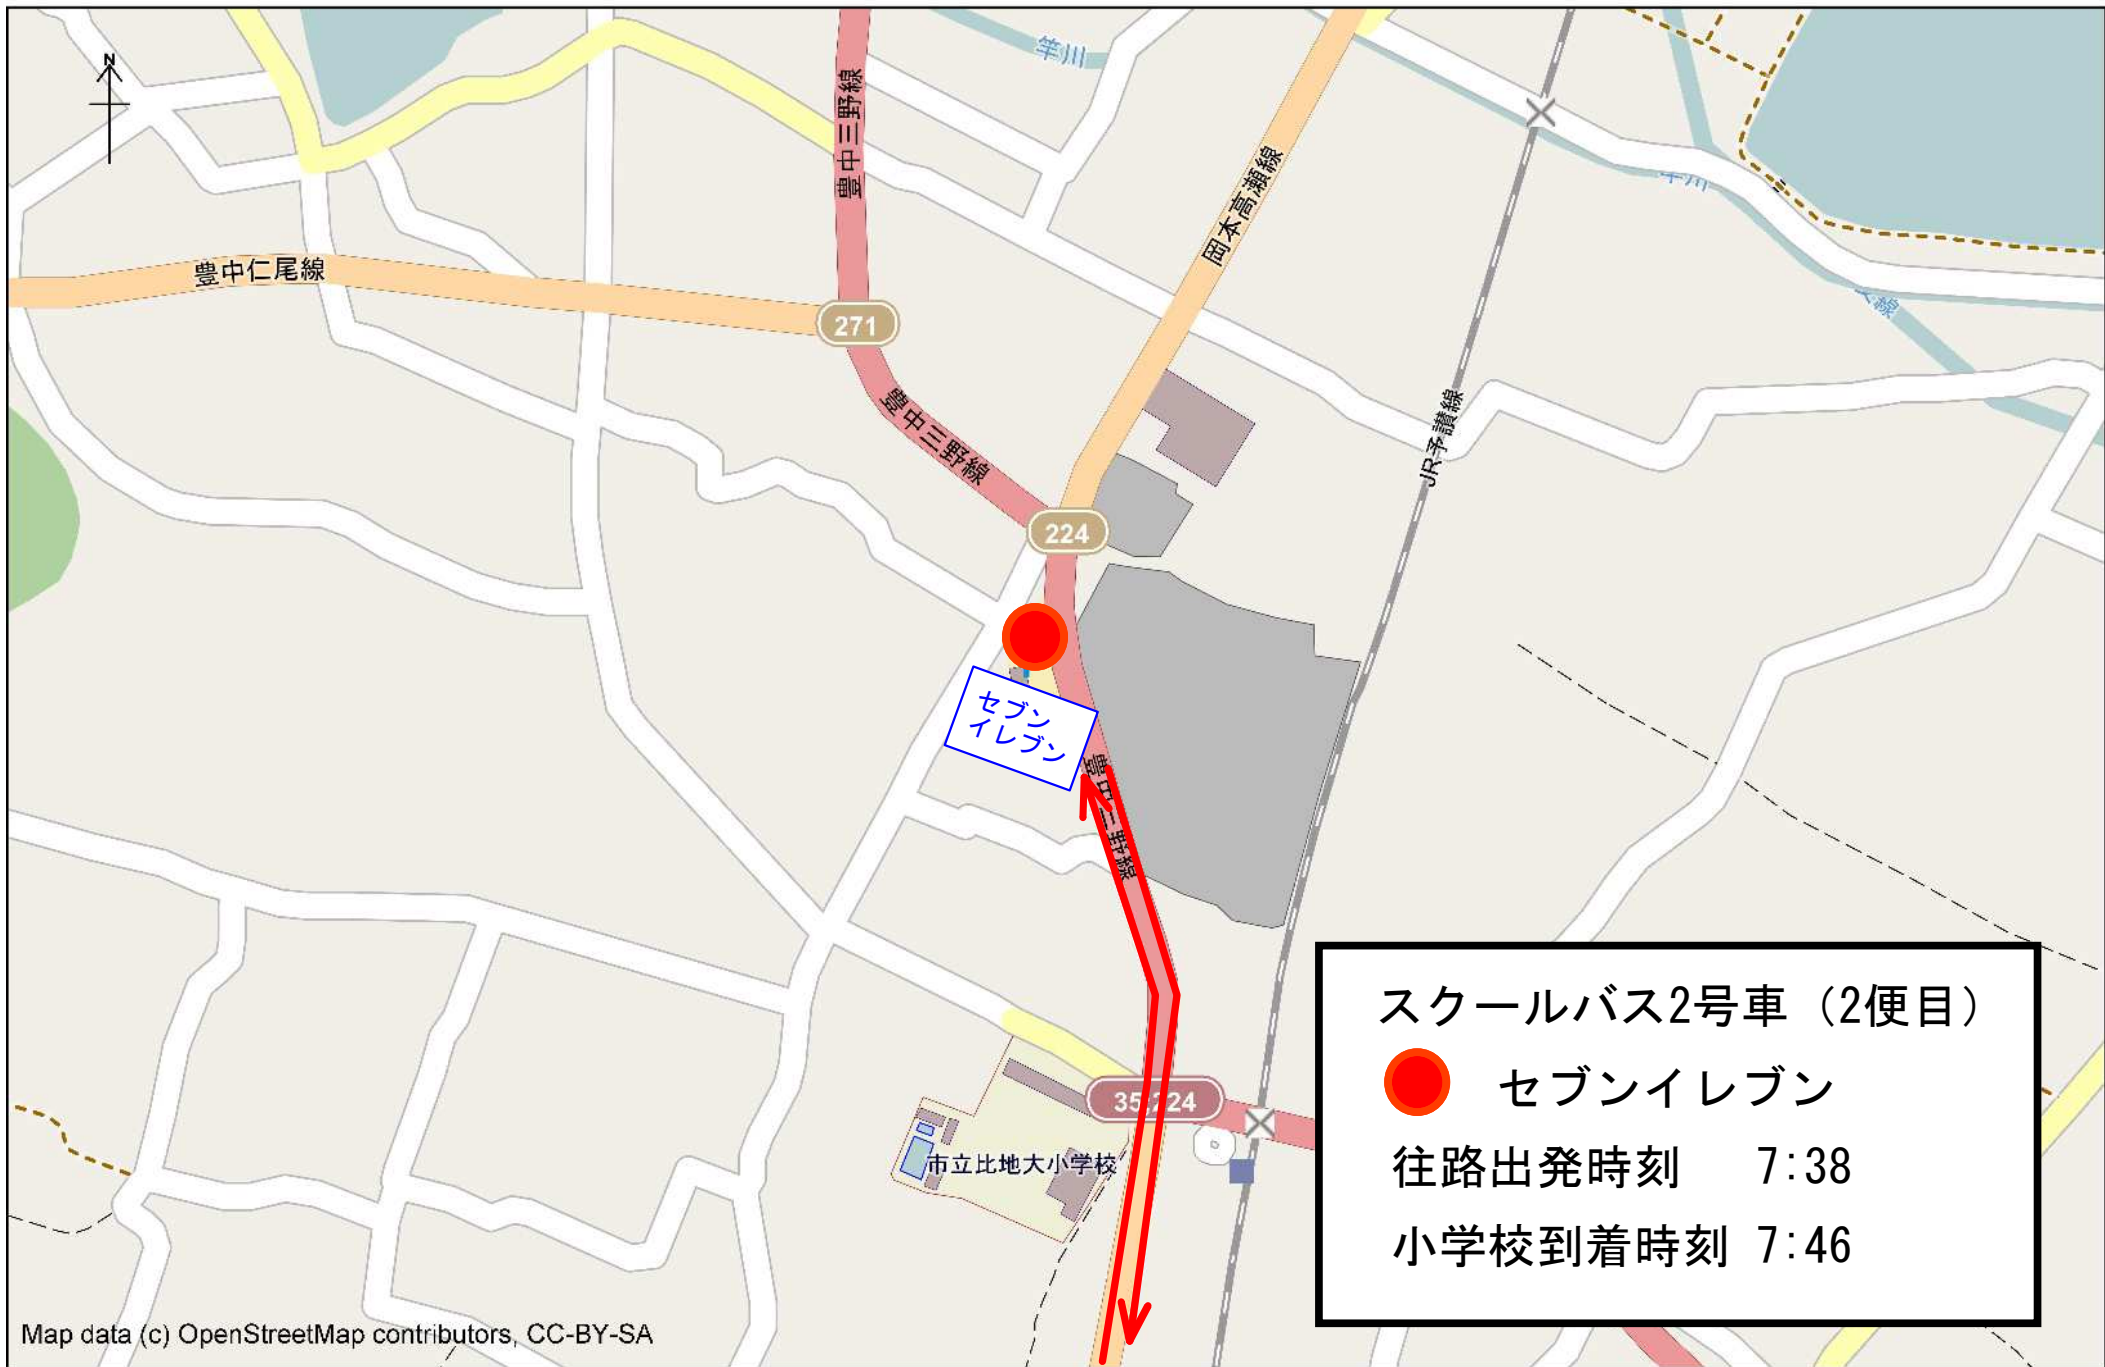 N
竿川
豊中三野線
岡本高瀬線
豊中仁尾線
271
豊中三野線
JR予讃線
224
セブン
イレブン
豊中三野線
35,224
市立比地大小学校
スクールバス2号車（2便目）
セブンイレブン
往路出発時刻 7:38
小学校到着時刻 7:46
Map data (c) OpenStreetMap contributors, CC-BY-SA